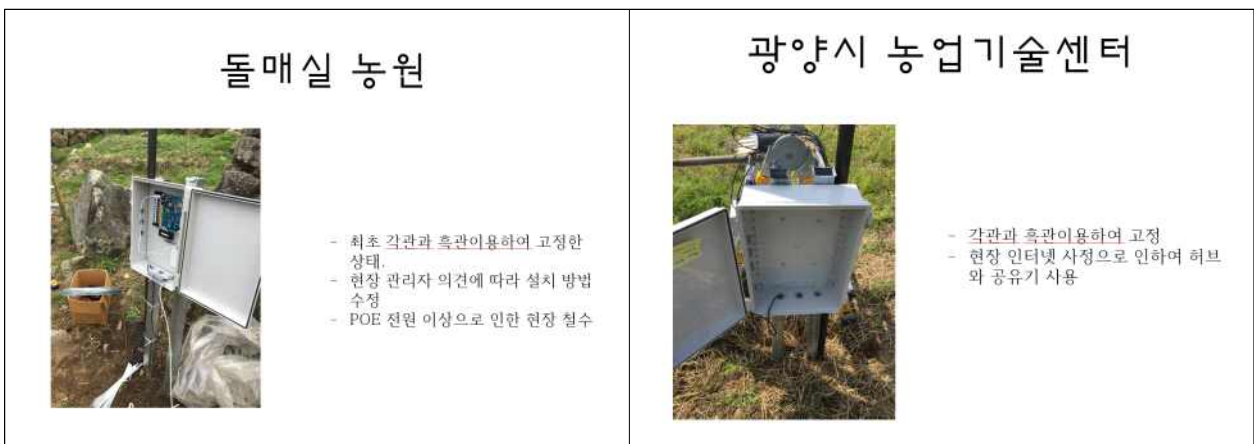 돌매실 농원
- 최초 각관과 흑관이용하여 고정한
상태.
- 현장 관리자 의견에 따라 설치 방법
수정
- POE 전원 이상으로 인한 현장 철수
광양시 농업기술센터
- 각관과 흑관이용하여 고정
- 현장 인터넷 사정으로 인하여 허브
와 공유기 사용